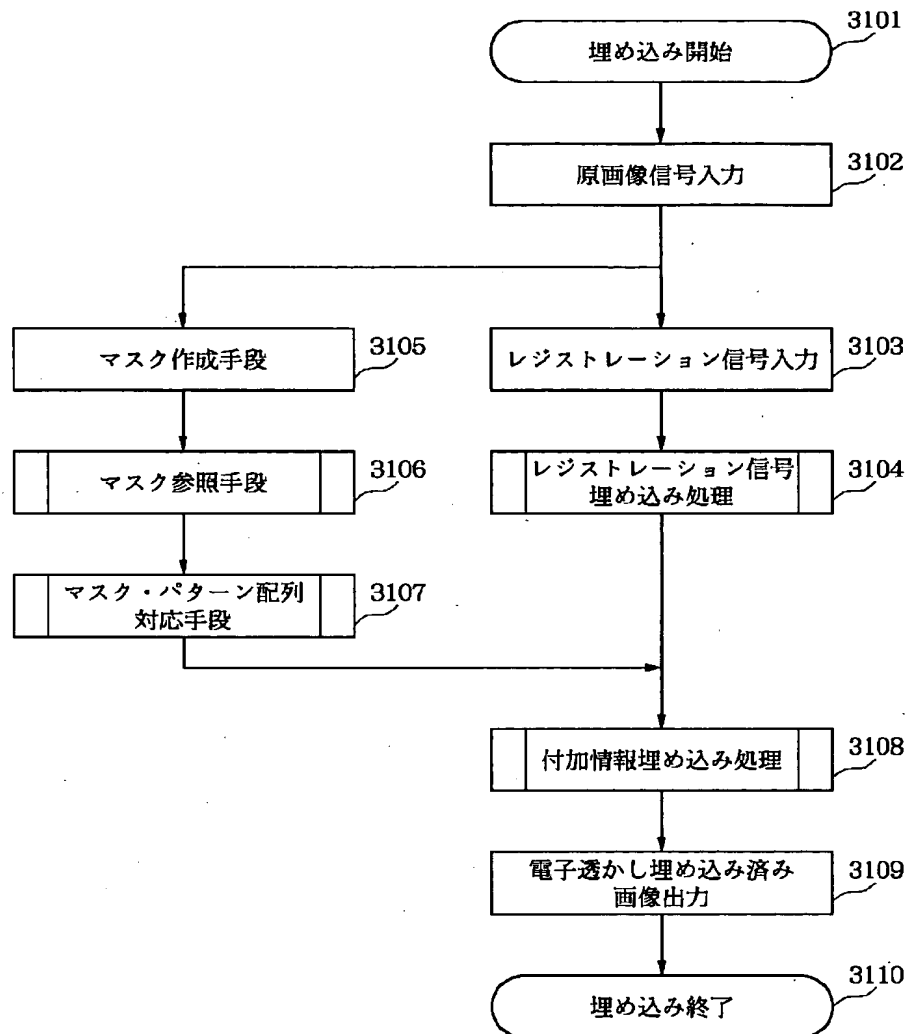 3101
埋め込み開始
3102
原画像信号入力
3105
マスク作成手段
3103
レジストレーション信号入力
3106
マスク参照手段
3104
レジストレーション信号
埋め込み処理
3107
マスク・パターン配列
対応手段
3108
付加情報埋め込み処理
3109
電子透かし埋め込み済み
画像出力
3110
埋め込み終了